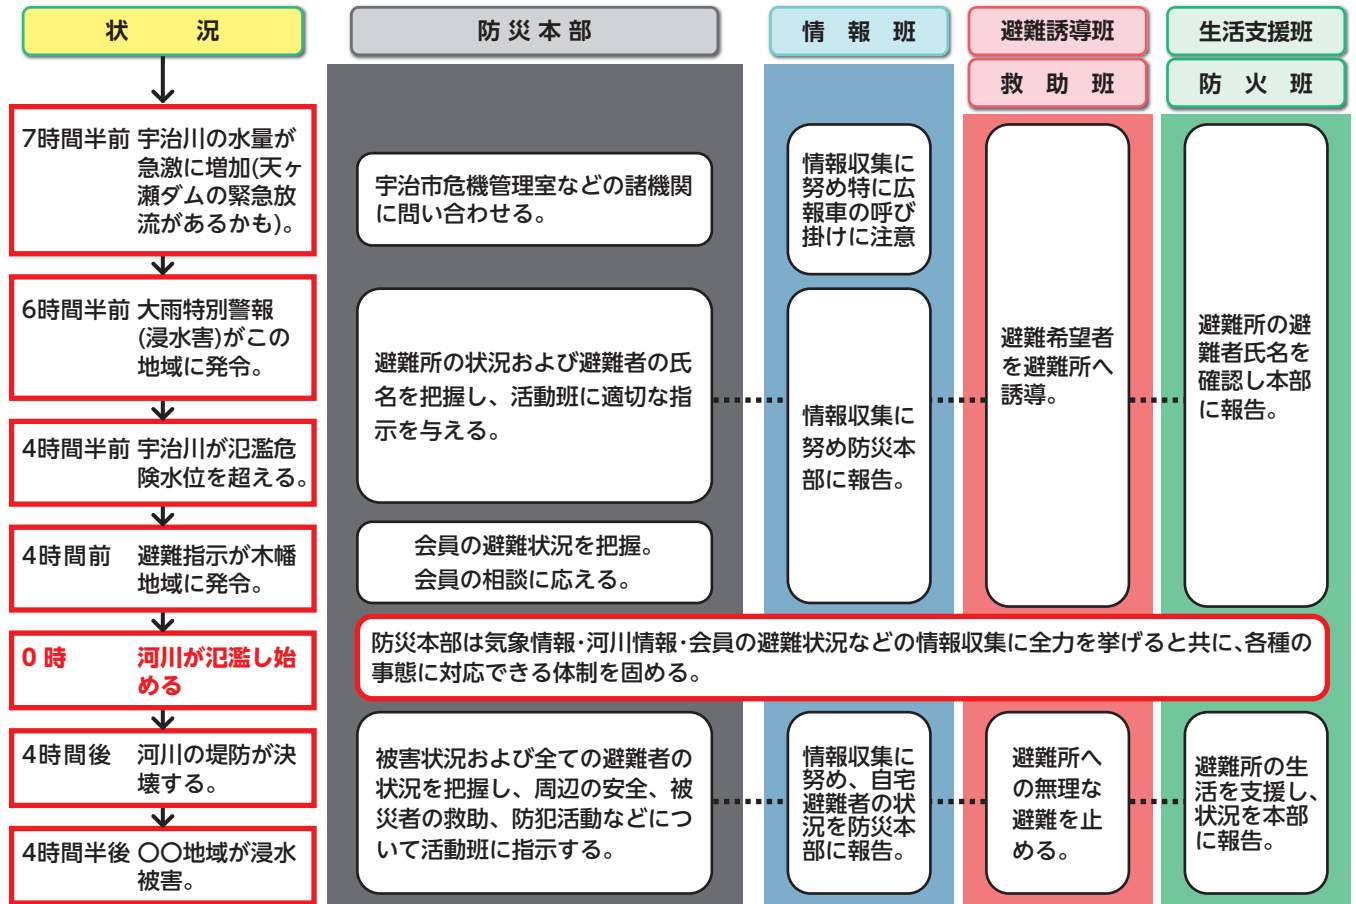 状　況
防災本部
情　報　班
避難誘導班
救　助　班
生活支援班
防　火　班
7時間半前 宇治川の水量が
急激に増加(天ヶ
瀬ダムの緊急放
流があるかも)。
宇治市危機管理室などの諸機関
に問い合わせる。
情報収集に
努め特に広
報車の呼び
掛けに注意
6時間半前 大雨特別警報
(浸水害)がこの
地域に発令。
4時間半前 宇治川が氾濫危
険水位を超える。
4時間前 避難指示が木幡
地域に発令。
避難所の状況および避難者の氏
名を把握し、活動班に適切な指
示を与える。
会員の避難状況を把握。
会員の相談に応える。
情報収集に
努め防災本
部に報告。
避難希望者
を避難所へ
誘導。
避難所の避
難者氏名を
確認し本部
に報告。
0 時 河川が氾濫し始
める
防災本部は気象情報･河川情報･会員の避難状況などの情報収集に全力を挙げると共に、各種の
事態に対応できる体制を固める。
4時間後 河川の堤防が決
壊する。
4時間半後 〇〇地域が浸水
被害。
被害状況および全ての避難者の
状況を把握し、周辺の安全、被
災者の救助、防犯活動などにつ
いて活動班に指示する。
情報収集に
努め、自宅
避難者の状
況を防災本
部に報告。
避難所へ
の無理な
避難を止
める。
避難所の生
活を支援し、
状況を本部
に報告。